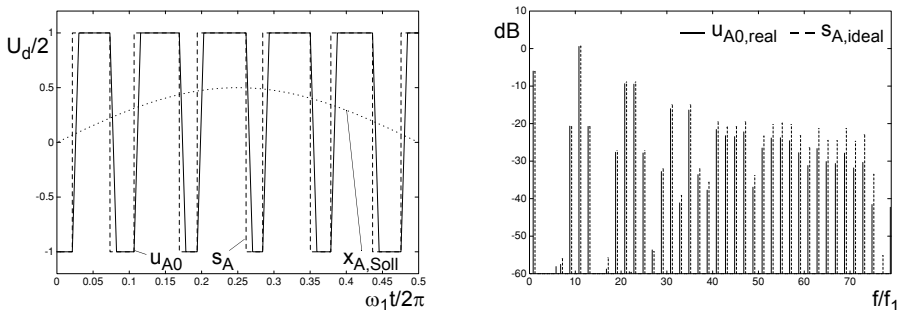 U_d/2
1
0.5
0
-0.5
-1
u_A0
s_A
x_A,Soll
0 0.05 0.1 0.15 0.2 0.25 0.3 0.35 0.4 0.45 0.5
ω_1t/2π
dB
u_A0,real s_A,ideal
0
-10
-20
-30
-40
-50
-60
0 10 20 30 40 50 60 70
f/f_1